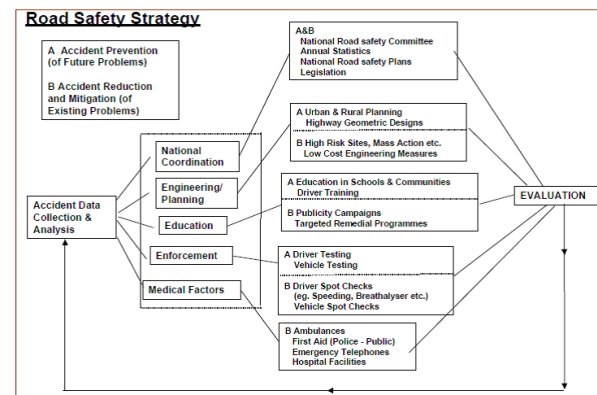 Road Safety Strategy
A Accident Prevention
(of Future Problems)
B Accident Reduction
and Mitigation (of
Existing Problems)
A&B
National Road safety Committee
Annual Statistics
National Road safety Plans
Legislation
A Urban & Rural Planning
Highway Geometric Designs
B High Risk Sites, Mass Action etc.
Low Cost Engineering Measures
National
Coordination
Engineering/
Planning
Education
Enforcement
Medical Factors
Accident Data
Collection &
Analysis
A Education in Schools & Communities
Driver Training
B Publicity Campaigns
Targeted Remedial Programmes
EVALUATION
A Driver Testing
Vehicle Testing
B Driver Spot Checks
(eg. Speeding, Breathalyser etc.)
Vehicle Spot Checks
B Ambulances
First Aid (Police - Public)
Emergency Telephones
Hospital Facilities